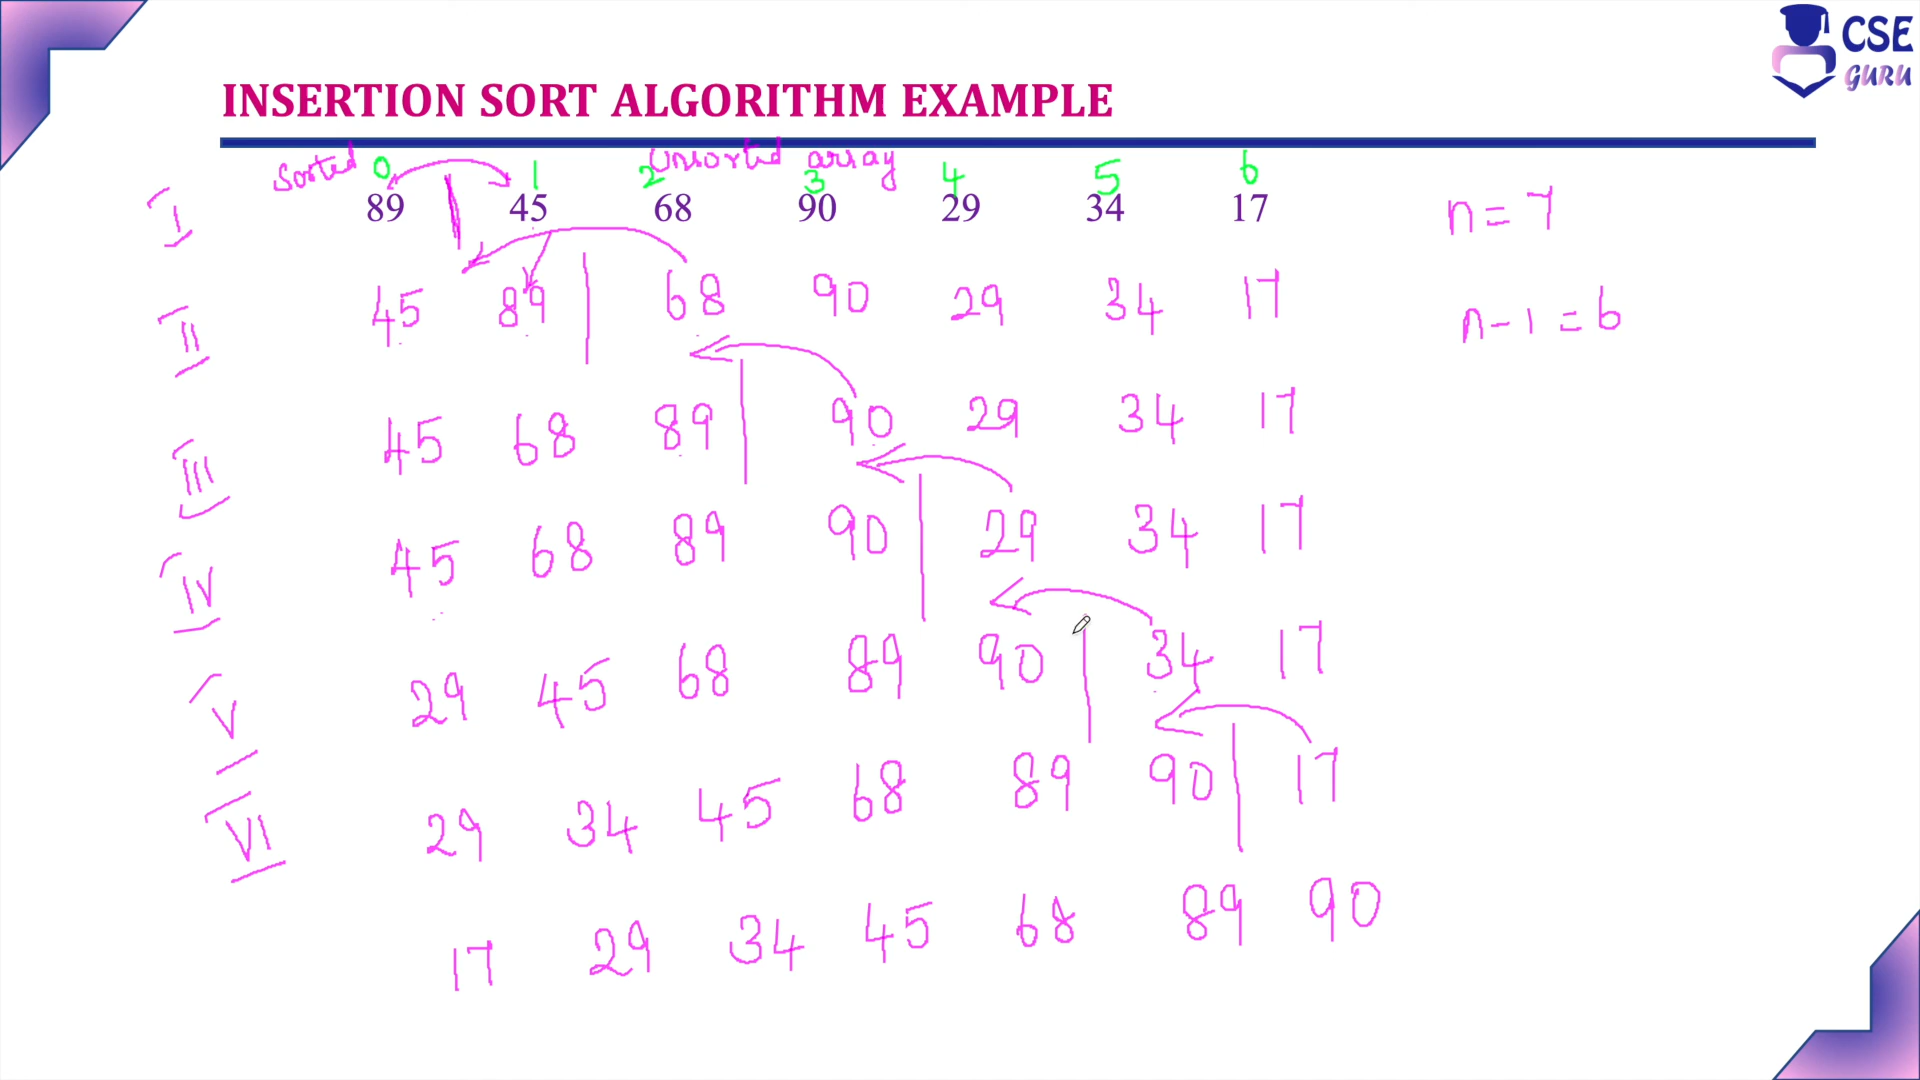 CSE
GURU
INSERTION SORT ALGORITHM EXAMPLE
Sorted Unsorted array
0 1 2 3 4 5 6
I 89 45 68 90 29 34 17 n = 7
II 45 89 68 90 29 34 17 n - 1 = 6
III 45 68 89 90 29 34 17
IV 45 68 89 90 29 34 17
V 29 45 68 89 90 34 17
VI 29 34 45 68 89 90 17
17 29 34 45 68 89 90